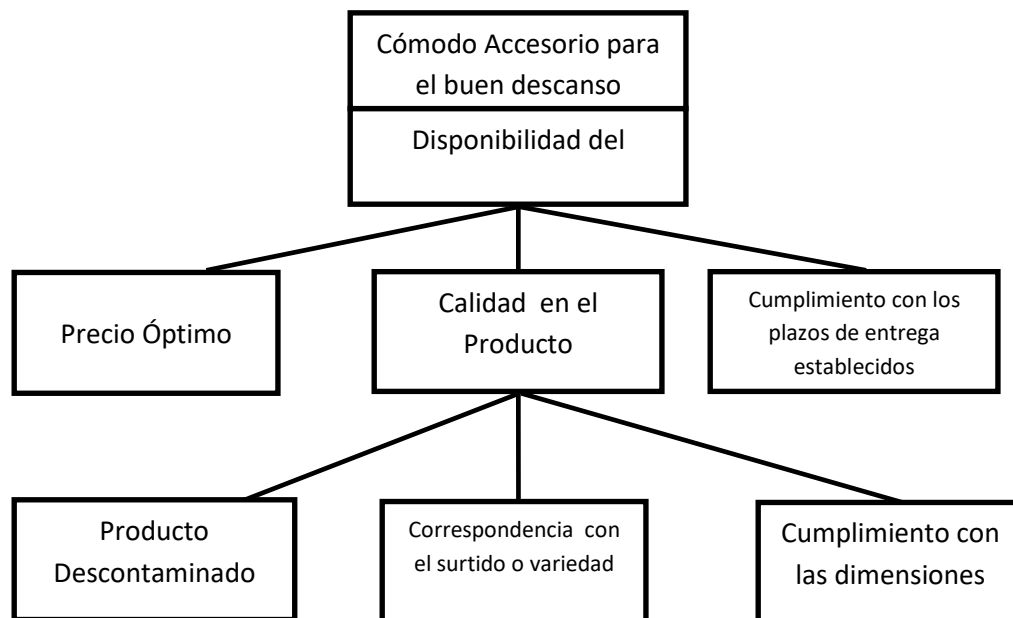 Cómodo Accesorio para
el buen descanso
Disponibilidad del
Precio Óptimo
Calidad en el
Producto
Cumplimiento con los
plazos de entrega
establecidos
Producto
Descontaminado
Correspondencia con
el surtido o variedad
Cumplimiento con
las dimensiones